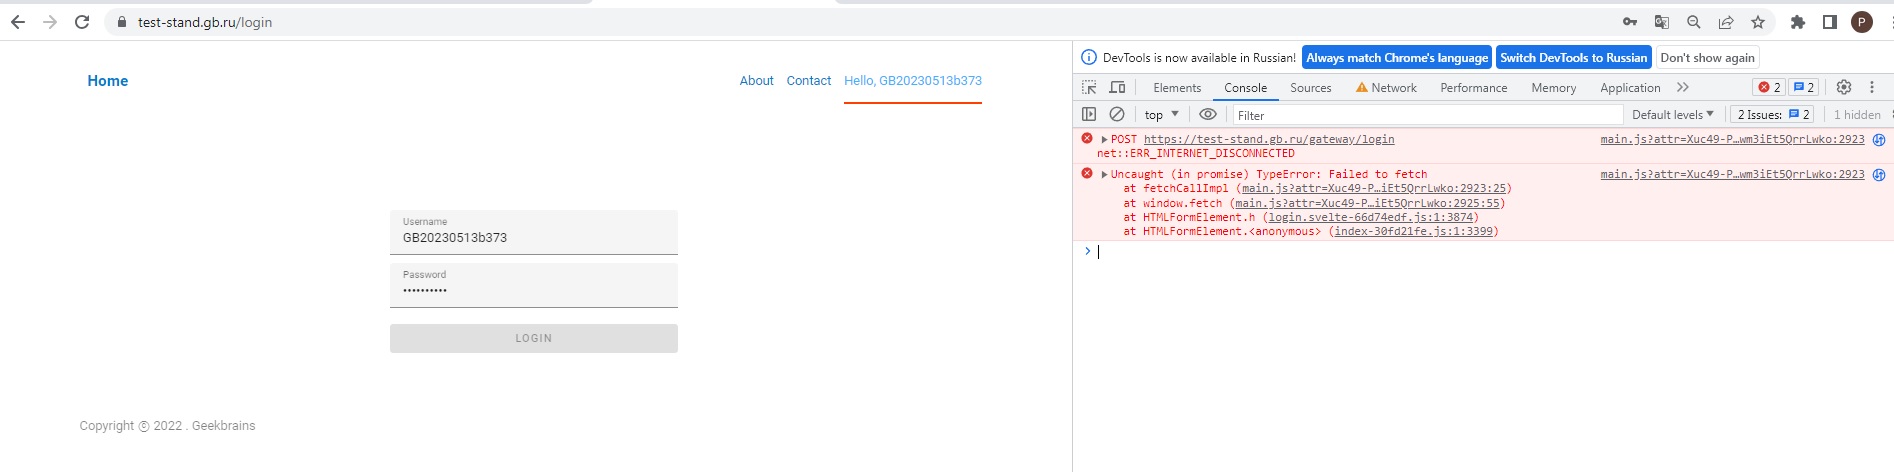 test-stand.gb.ru/login
P
Home
About Contact Hello, GB20230513b373
Username
GB20230513b373
Password
••••••••••
LOGIN
Copyright © 2022 . Geekbrains
DevTools is now available in Russian! Always match Chrome's language Switch DevTools to Russian Don't show again
Elements Console Sources Network Performance Memory Application 2 2
top Filter Default levels 2 Issues: 2 1 hidden
POST https://test-stand.gb.ru/gateway/login main.js?attr=Xuc49-P…wm3iEt5QrrLwko:2923
net::ERR_INTERNET_DISCONNECTED
Uncaught (in promise) TypeError: Failed to fetch main.js?attr=Xuc49-P…wm3iEt5QrrLwko:2923
at fetchCallImpl (main.js?attr=Xuc49-P…iEt5QrrLwko:2923:25)
at window.fetch (main.js?attr=Xuc49-P…iEt5QrrLwko:2925:55)
at HTMLFormElement.h (login.svelte-66d74edf.js:1:3874)
at HTMLFormElement.<anonymous> (index-30fd21fe.js:1:3399)